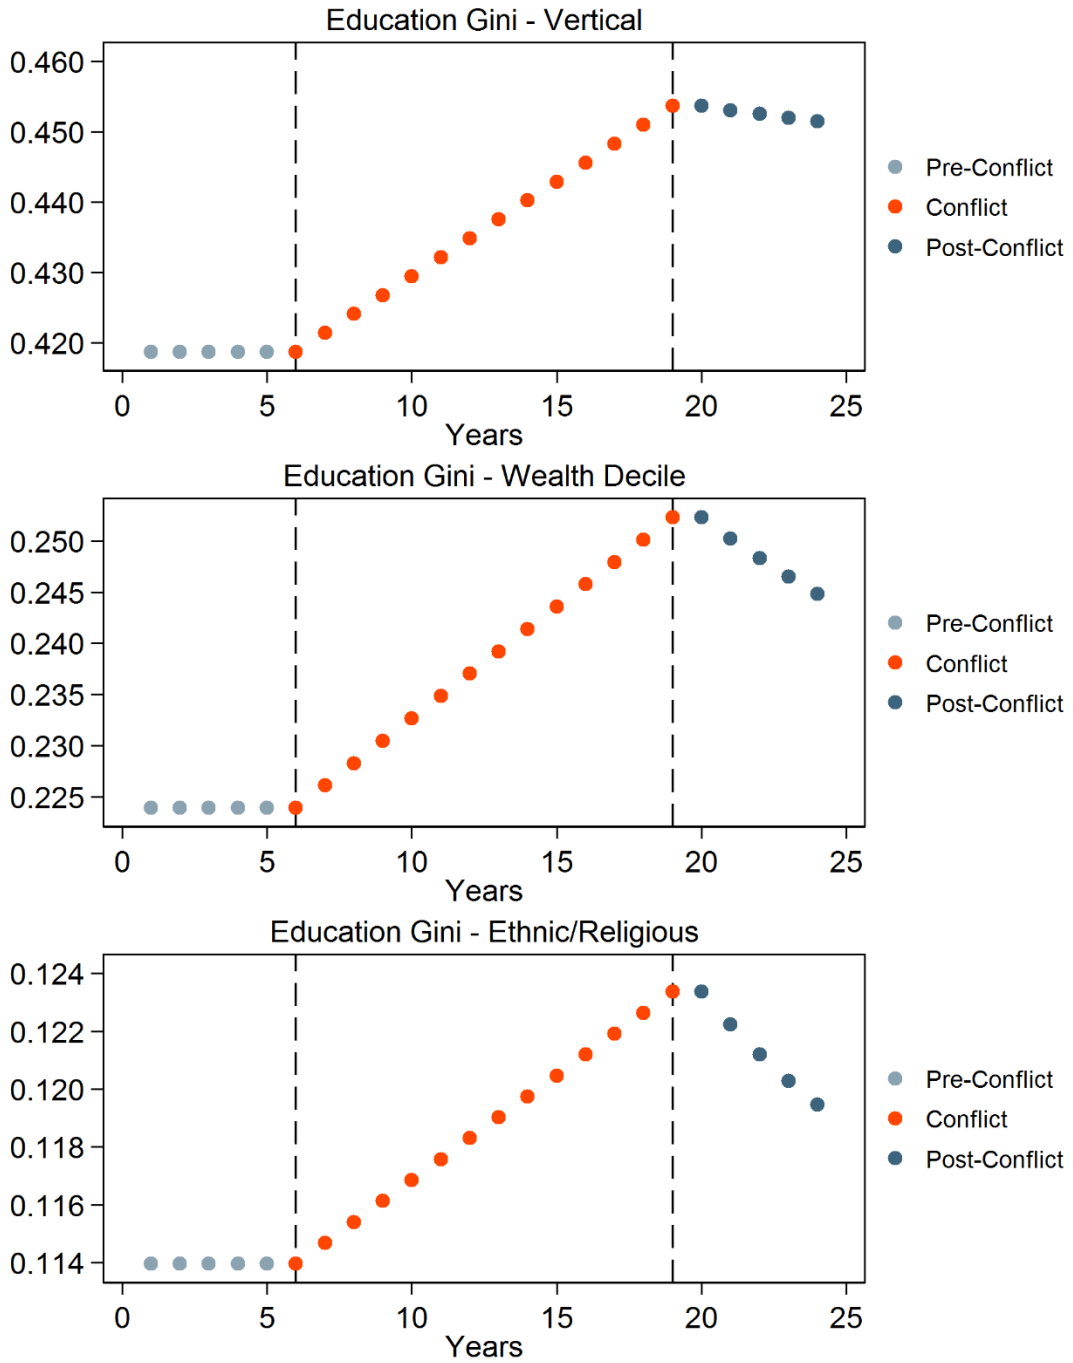 Education Gini - Vertical
0.460
0.450
0.440
0.430
0.420
0 5 10 15 20 25
Years
Pre-Conflict
Conflict
Post-Conflict
Education Gini - Wealth Decile
0.250
0.245
0.240
0.235
0.230
0.225
0 5 10 15 20 25
Years
Pre-Conflict
Conflict
Post-Conflict
Education Gini - Ethnic/Religious
0.124
0.122
0.120
0.118
0.116
0.114
0 5 10 15 20 25
Years
Pre-Conflict
Conflict
Post-Conflict